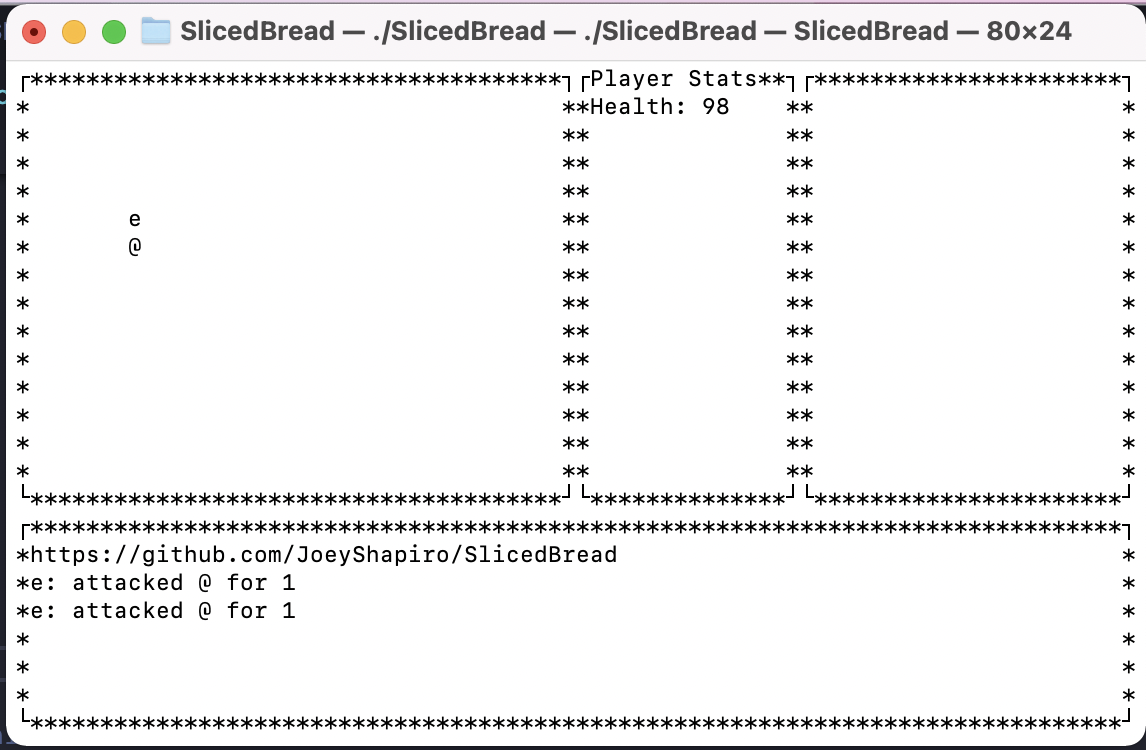 SlicedBread — ./SlicedBread — ./SlicedBread — SlicedBread — 80×24
┌**************************************┐┌Player Stats**┐┌**********************┐
*                                      **Health: 98    **                      *
*                                      **              **                      *
*                                      **              **                      *
*                                      **              **                      *
*       e                              **              **                      *
*       @                              **              **                      *
*                                      **              **                      *
*                                      **              **                      *
*                                      **              **                      *
*                                      **              **                      *
*                                      **              **                      *
*                                      **              **                      *
*                                      **              **                      *
*                                      **              **                      *
└**************************************┘└**************┘└**********************┘
┌******************************************************************************┐
*https://github.com/JoeyShapiro/SlicedBread                                    *
*e: attacked @ for 1                                                           *
*e: attacked @ for 1                                                           *
*                                                                              *
*                                                                              *
*                                                                              *
└******************************************************************************┘